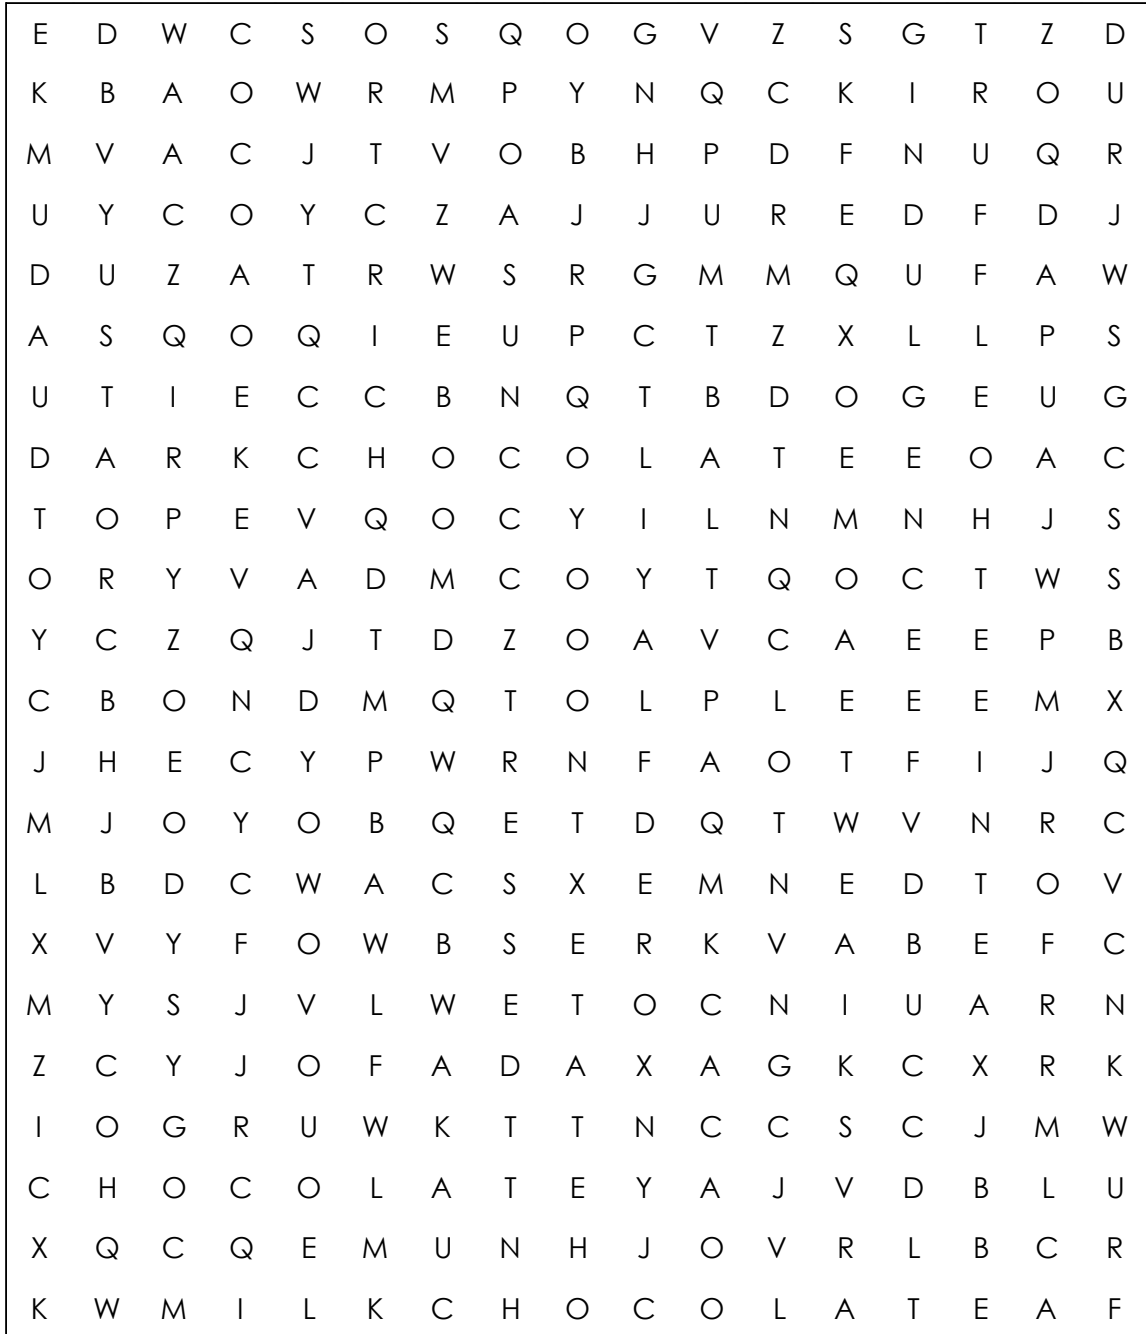 E D W C S O S Q O G V Z S G T Z D
K B A O W R M P Y N Q C K I R O U
M V A C J T V O B H P D F N U Q R
U Y C O Y C Z A J J U R E D F D J
D U Z A T R W S R G M M Q U F A W
A S Q O Q I E U P C T Z X L L P S
U T I E C C B N Q T B D O G E U G
D A R K C H O C O L A T E E O A C
T O P E V Q O C Y I L N M N H J S
O R Y V A D M C O Y T Q O C T W S
Y C Z Q J T D Z O A V C A E E P B
C B O N D M Q T O L P L E E E M X
J H E C Y P W R N F A O T F I J Q
M J O Y O B Q E T D Q T W V N R C
L B D C W A C S X E M N E D T O V
X V Y F O W B S E R K V A B E F C
M Y S J V L W E T O C N I U A R N
Z C Y J O F A D A X A G K C X R K
I O G R U W K T T N C C S C J M W
C H O C O L A T E Y A J V D B L U
X Q C Q E M U N H J O V R L B C R
K W M I L K C H O C O L A T E A F